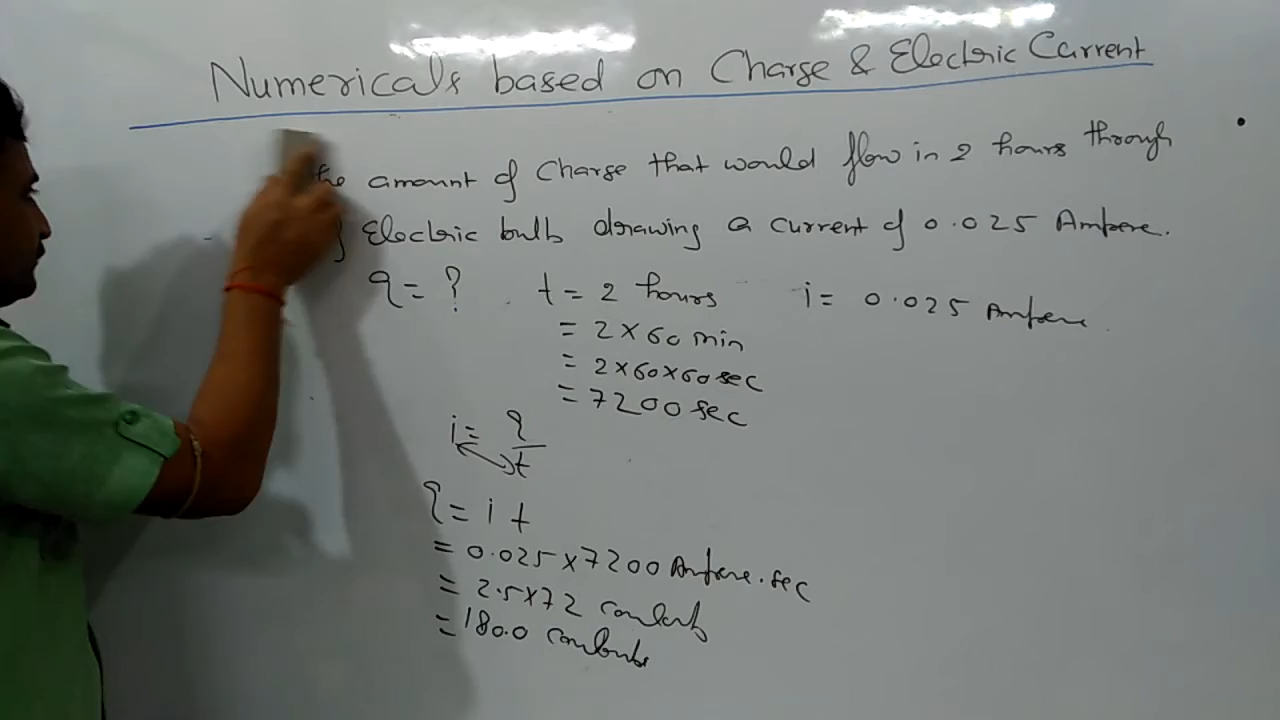 Numericals based on Charge & Electric Current
the amount of Charge that would flow in 2 hours through
Electric bulb drawing a current of 0.025 Ampere.
q = ? t = 2 hours i = 0.025 Ampere
= 2 × 60 min
= 2×60×60 sec
= 7200 sec
i = q/t
q = i t
= 0.025 × 7200 Ampere.sec
= 2.5×72 coulomb
= 180.0 coulombs